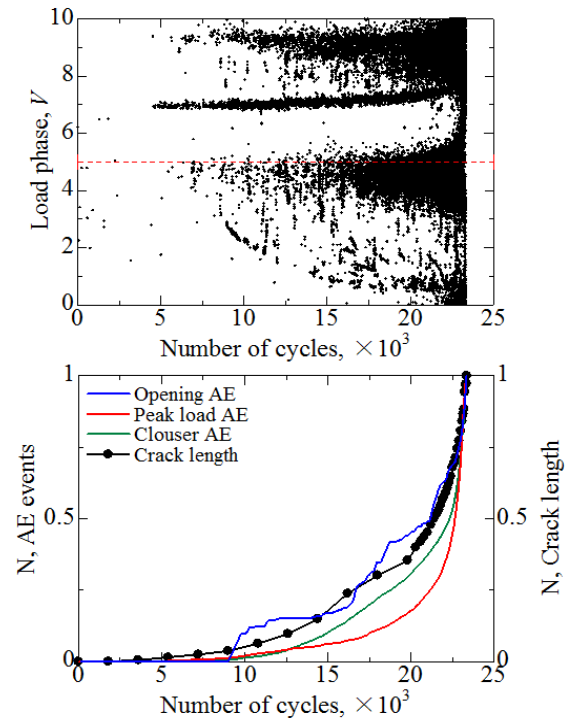 10
8
6
4
2
0
Load phase, V
0
5
10
15
20
25
Number of cycles, ×10³
1
0.5
0
N, AE events
Opening AE
Peak load AE
Clouser AE
Crack length
1
0.5
0
N, Crack length
0
5
10
15
20
25
Number of cycles, ×10³